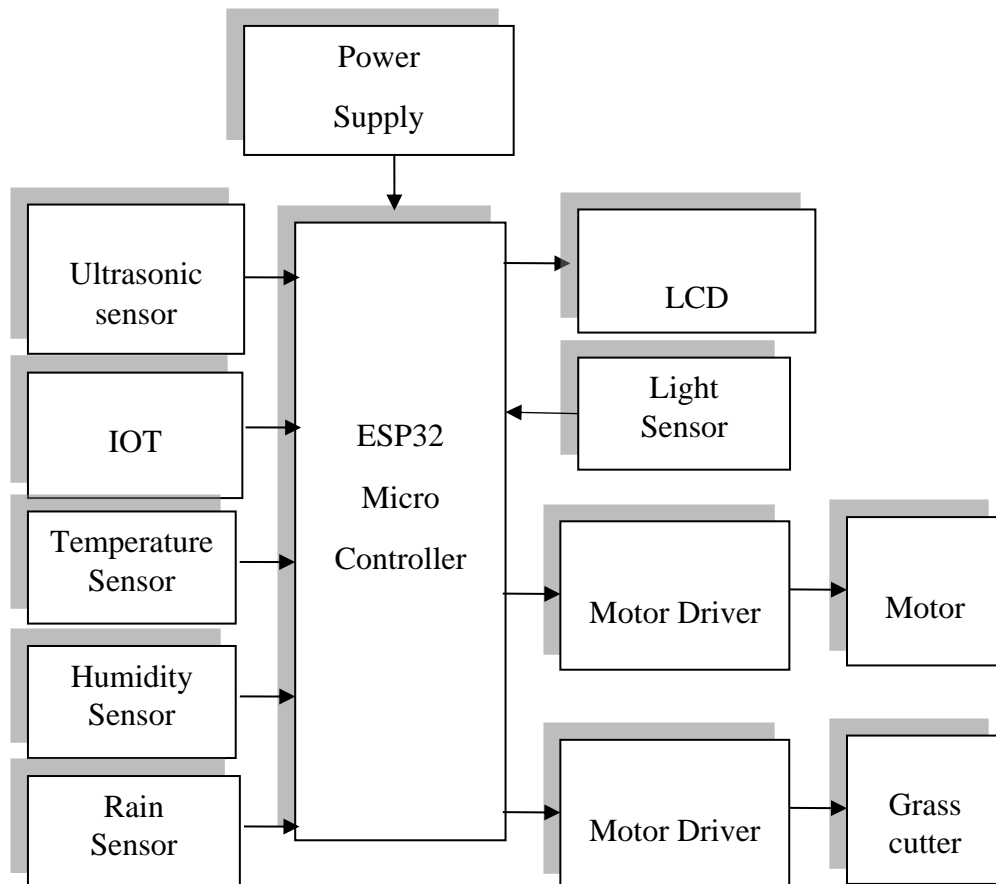 Power
Supply
Ultrasonic
sensor
LCD
IOT
Light
Sensor
ESP32
Micro
Controller
Temperature
Sensor
Motor Driver
Motor
Humidity
Sensor
Rain
Sensor
Motor Driver
Grass
cutter